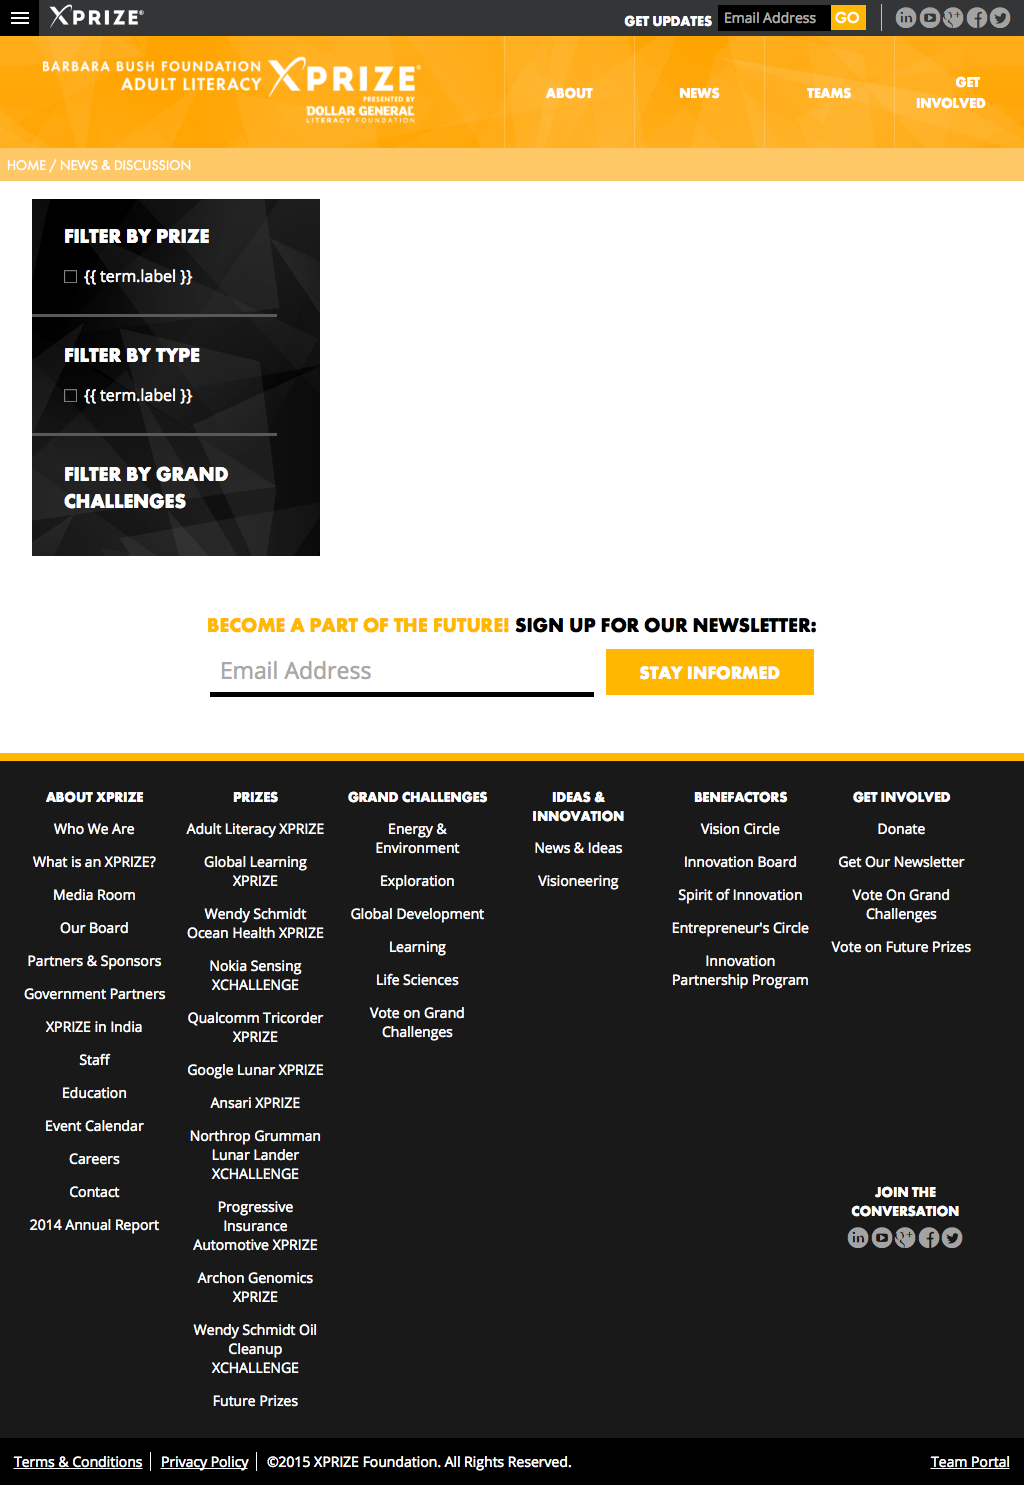 XPRIZE
GET UPDATES
Email Address
GO
BARBARA BUSH FOUNDATION
ADULT LITERACY
XPRIZE
PRESENTED BY
DOLLAR GENERAL
LITERACY FOUNDATION
ABOUT
NEWS
TEAMS
GET
INVOLVED
HOME / NEWS & DISCUSSION
FILTER BY PRIZE
{{ term.label }}
FILTER BY TYPE
{{ term.label }}
FILTER BY GRAND
CHALLENGES
BECOME A PART OF THE FUTURE! SIGN UP FOR OUR NEWSLETTER:
Email Address
STAY INFORMED
ABOUT XPRIZE
Who We Are
What is an XPRIZE?
Media Room
Our Board
Partners & Sponsors
Government Partners
XPRIZE in India
Staff
Education
Event Calendar
Careers
Contact
2014 Annual Report
PRIZES
Adult Literacy XPRIZE
Global Learning
XPRIZE
Wendy Schmidt
Ocean Health XPRIZE
Nokia Sensing
XCHALLENGE
Qualcomm Tricorder
XPRIZE
Google Lunar XPRIZE
Ansari XPRIZE
Northrop Grumman
Lunar Lander
XCHALLENGE
Progressive
Insurance
Automotive XPRIZE
Archon Genomics
XPRIZE
Wendy Schmidt Oil
Cleanup
XCHALLENGE
Future Prizes
GRAND CHALLENGES
Energy &
Environment
Exploration
Global Development
Learning
Life Sciences
Vote on Grand
Challenges
IDEAS &
INNOVATION
News & Ideas
Visioneering
BENEFACTORS
Vision Circle
Innovation Board
Spirit of Innovation
Entrepreneur's Circle
Innovation
Partnership Program
GET INVOLVED
Donate
Get Our Newsletter
Vote On Grand
Challenges
Vote on Future Prizes
JOIN THE
CONVERSATION
Terms & Conditions
Privacy Policy
©2015 XPRIZE Foundation. All Rights Reserved.
Team Portal